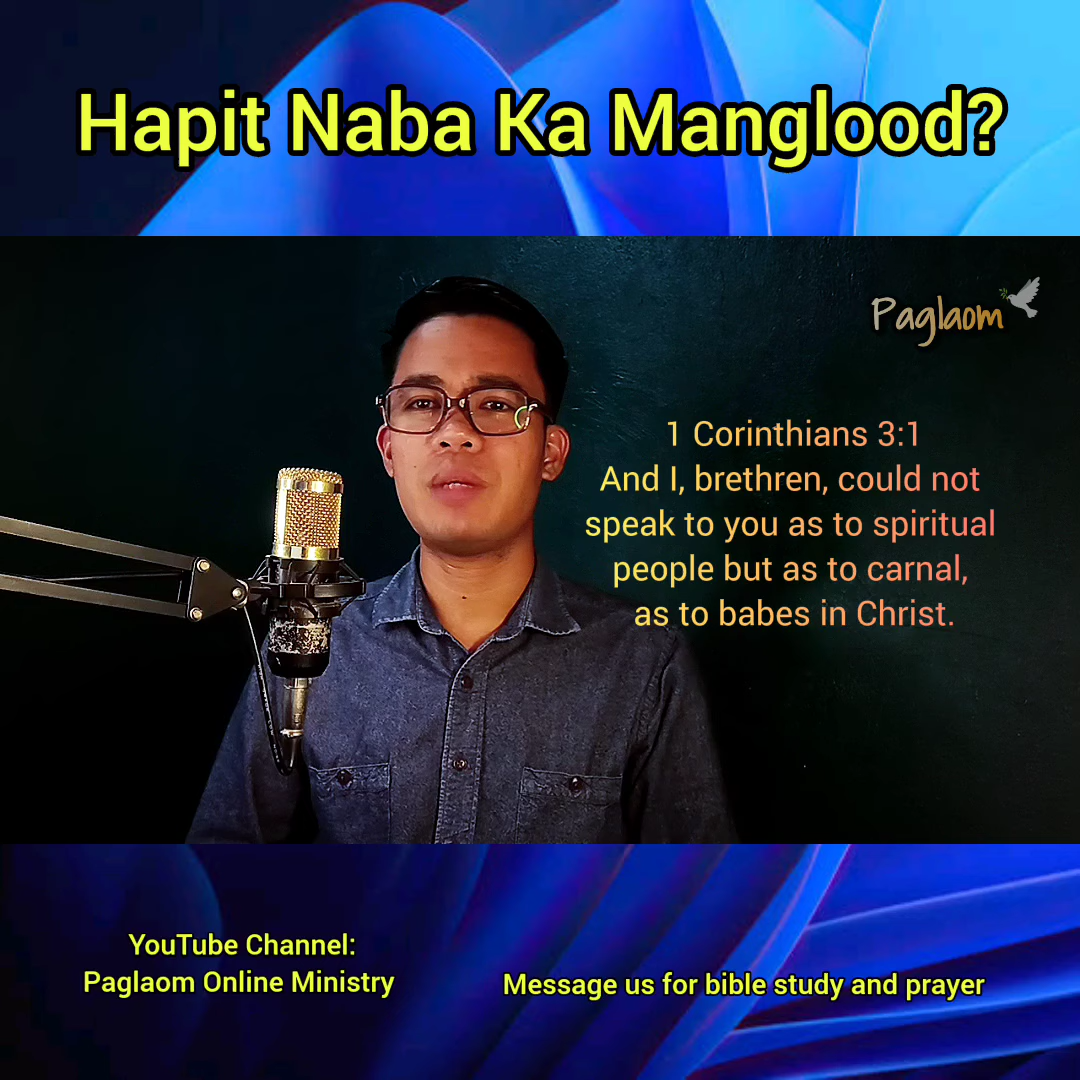 Hapit Naba Ka Manglood?
Paglaom
1 Corinthians 3:1
And I, brethren, could not
speak to you as to spiritual
people but as to carnal,
as to babes in Christ.
YouTube Channel:
Paglaom Online Ministry
Message us for bible study and prayer